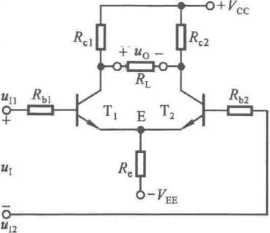 +V_CC
R_c1
R_c2
+ u_O −
R_L
u_I1
+
R_b1
T_1
E
T_2
R_b2
u_I
R_e
−V_EE
−
u_I2